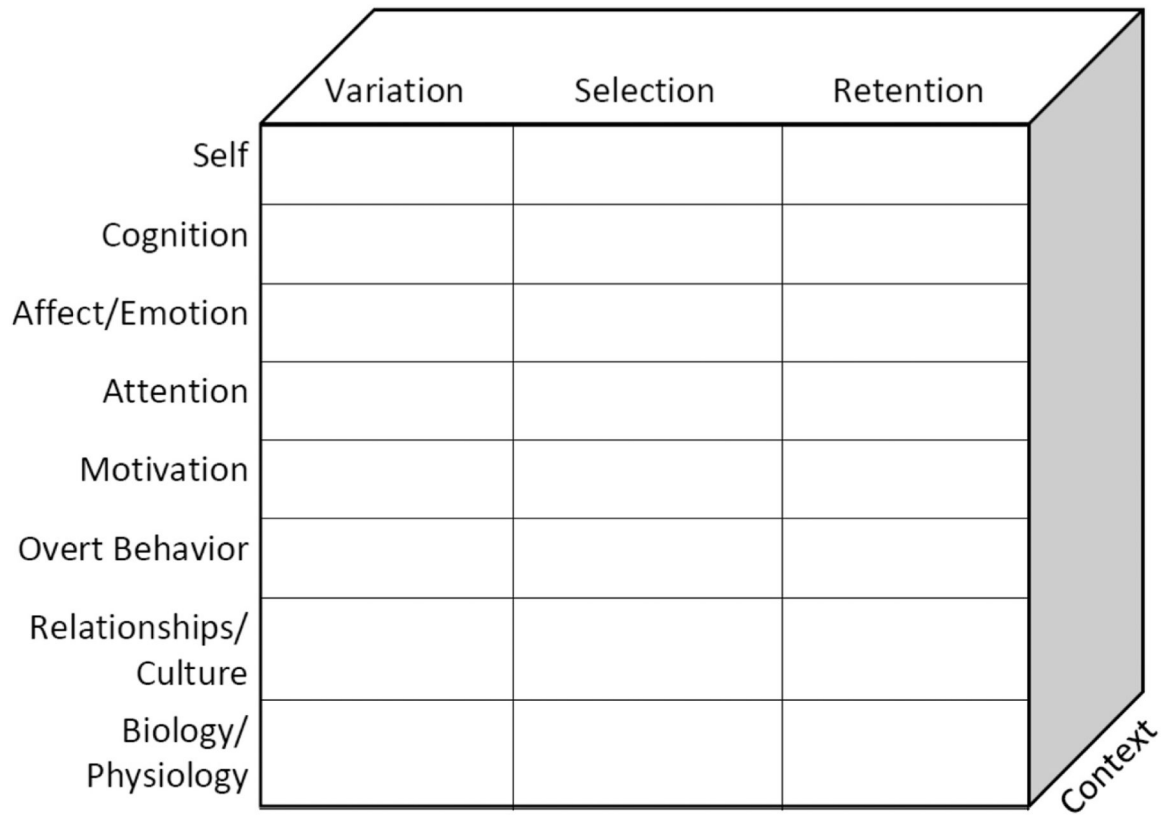 Variation Selection Retention
Self
Cognition
Affect/Emotion
Attention
Motivation
Overt Behavior
Relationships/
Culture
Biology/
Physiology
Context